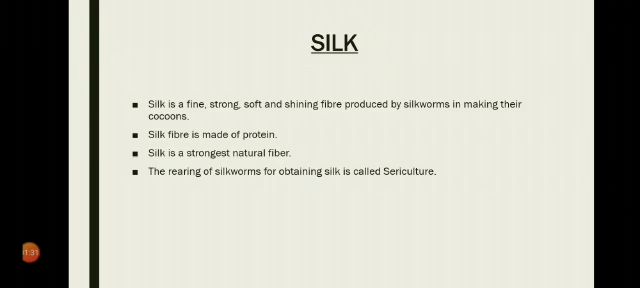 SILK
Silk is a fine, strong, soft and shining fibre produced by silkworms in making their
cocoons.
Silk fibre is made of protein.
Silk is a strongest natural fiber.
The rearing of silkworms for obtaining silk is called Sericulture.